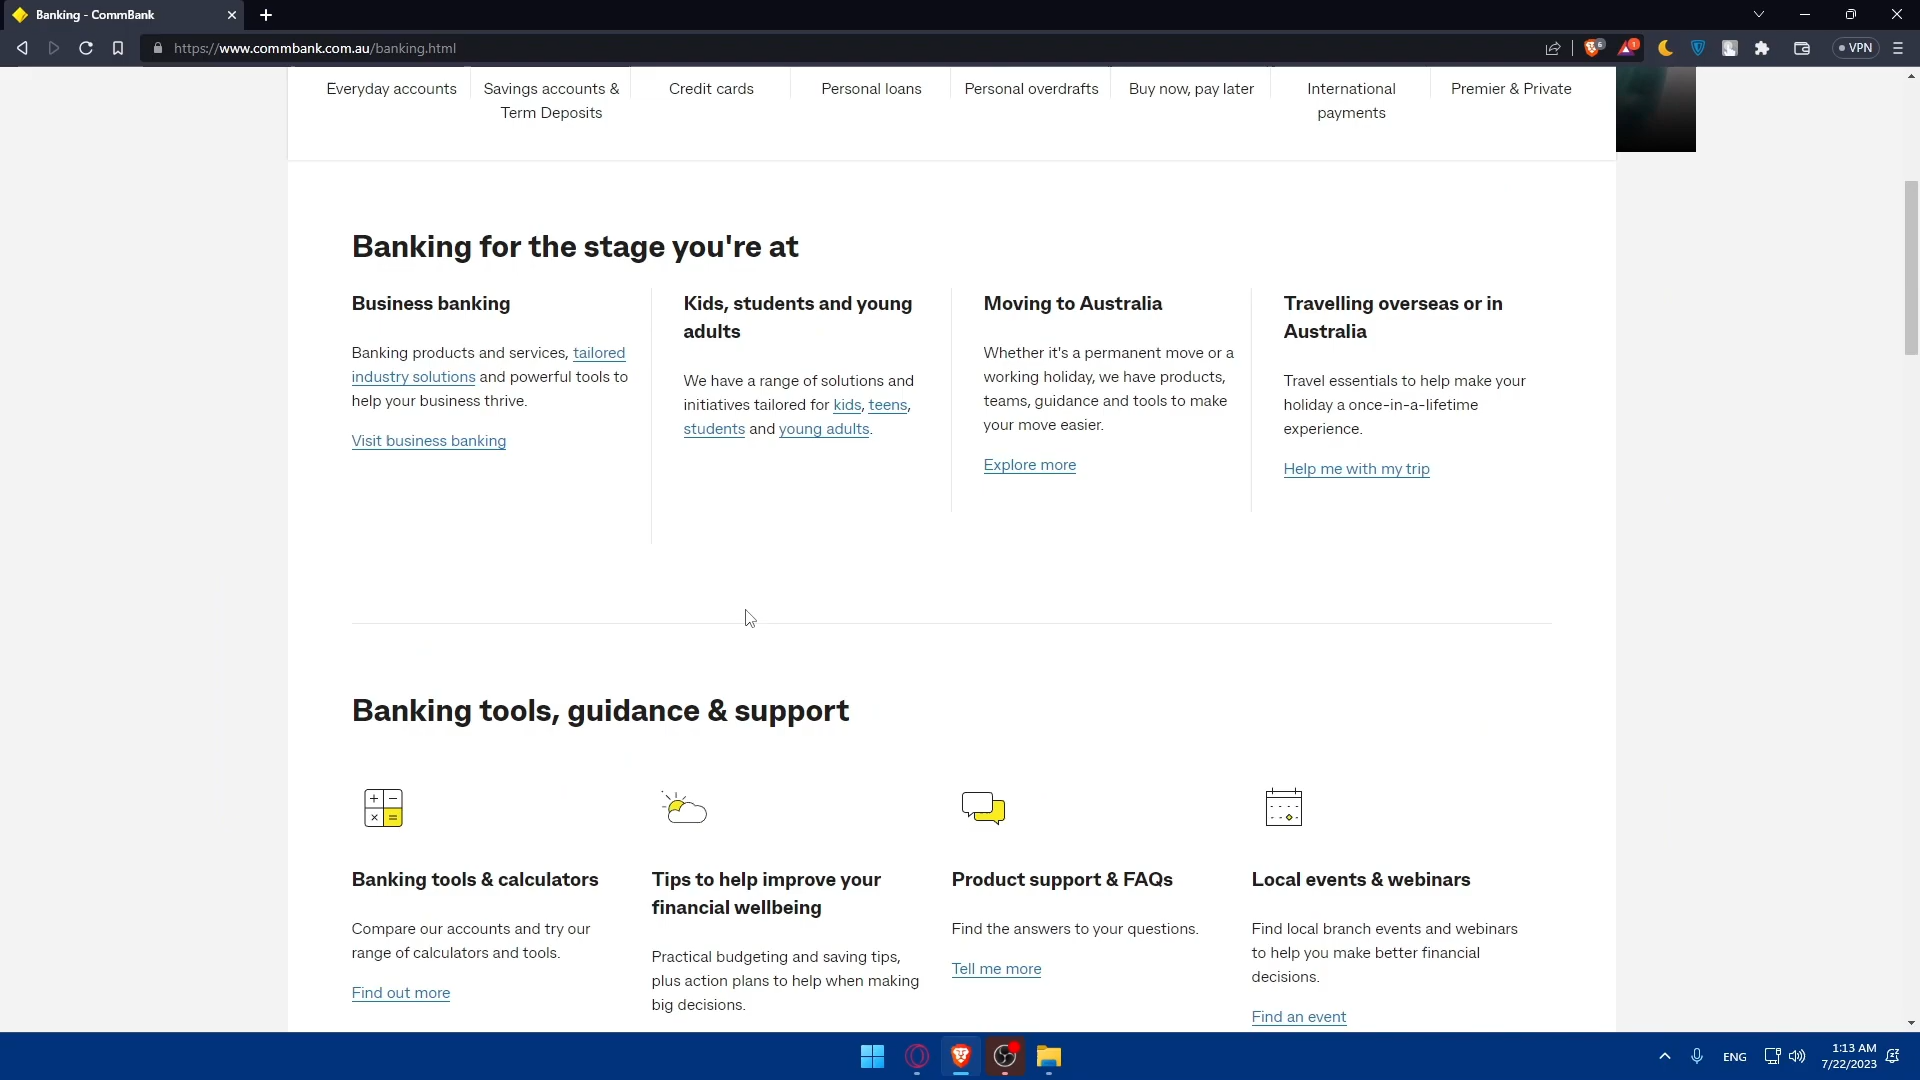 Banking - CommBank
https://www.commbank.com.au/banking.html
6
1
VPN
Everyday accounts
Savings accounts &
Term Deposits
Credit cards
Personal loans
Personal overdrafts
Buy now, pay later
International
payments
Premier & Private
Banking for the stage you're at
Business banking
Banking products and services, tailored
industry solutions and powerful tools to
help your business thrive.
Visit business banking
Kids, students and young
adults
We have a range of solutions and
initiatives tailored for kids, teens,
students and young adults.
Moving to Australia
Whether it's a permanent move or a
working holiday, we have products,
teams, guidance and tools to make
your move easier.
Explore more
Travelling overseas or in
Australia
Travel essentials to help make your
holiday a once-in-a-lifetime
experience.
Help me with my trip
Banking tools, guidance & support
Banking tools & calculators
Compare our accounts and try our
range of calculators and tools.
Find out more
Tips to help improve your
financial wellbeing
Practical budgeting and saving tips,
plus action plans to help when making
big decisions.
Product support & FAQs
Find the answers to your questions.
Tell me more
Local events & webinars
Find local branch events and webinars
to help you make better financial
decisions.
Find an event
ENG
1:13 AM
7/22/2023